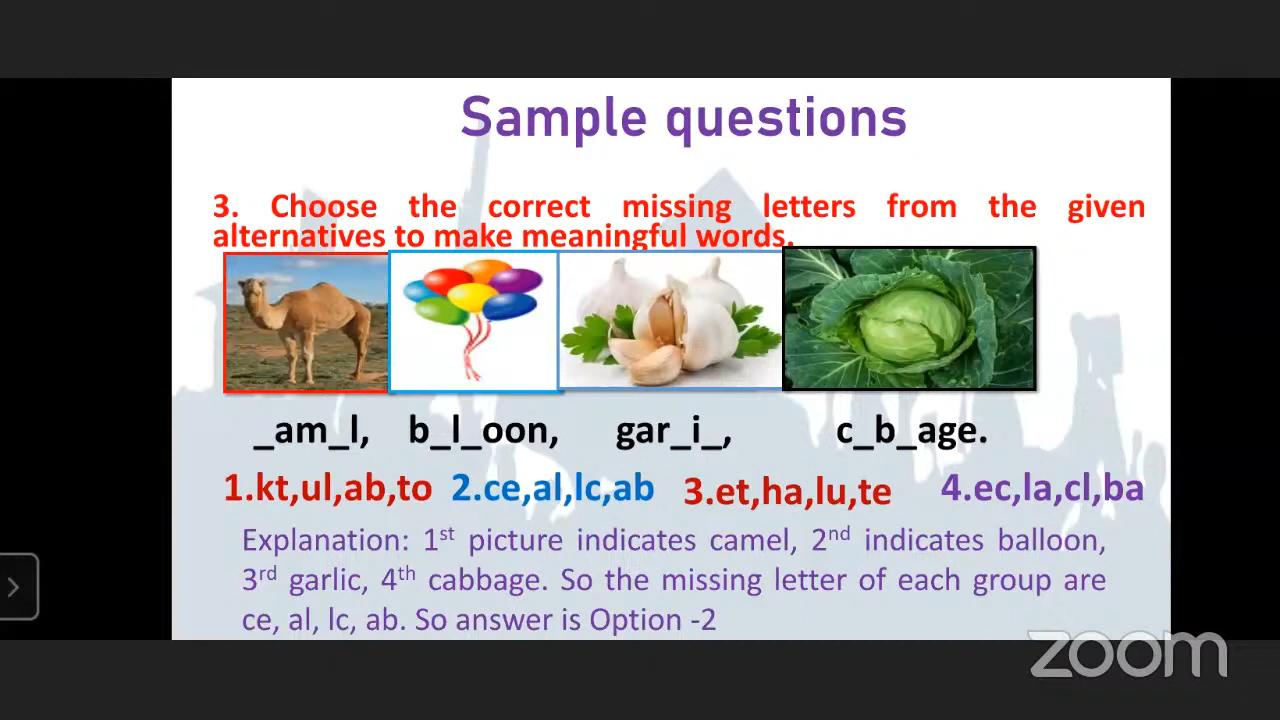 Sample questions
3. Choose the correct missing letters from the given
alternatives to make meaningful words.
_am_l, b_l_oon, gar_i_, c_b_age.
1.kt,ul,ab,to 2.ce,al,lc,ab 3.et,ha,lu,te 4.ec,la,cl,ba
Explanation: 1st picture indicates camel, 2nd indicates balloon,
3rd garlic, 4th cabbage. So the missing letter of each group are
ce, al, lc, ab. So answer is Option -2
zoom